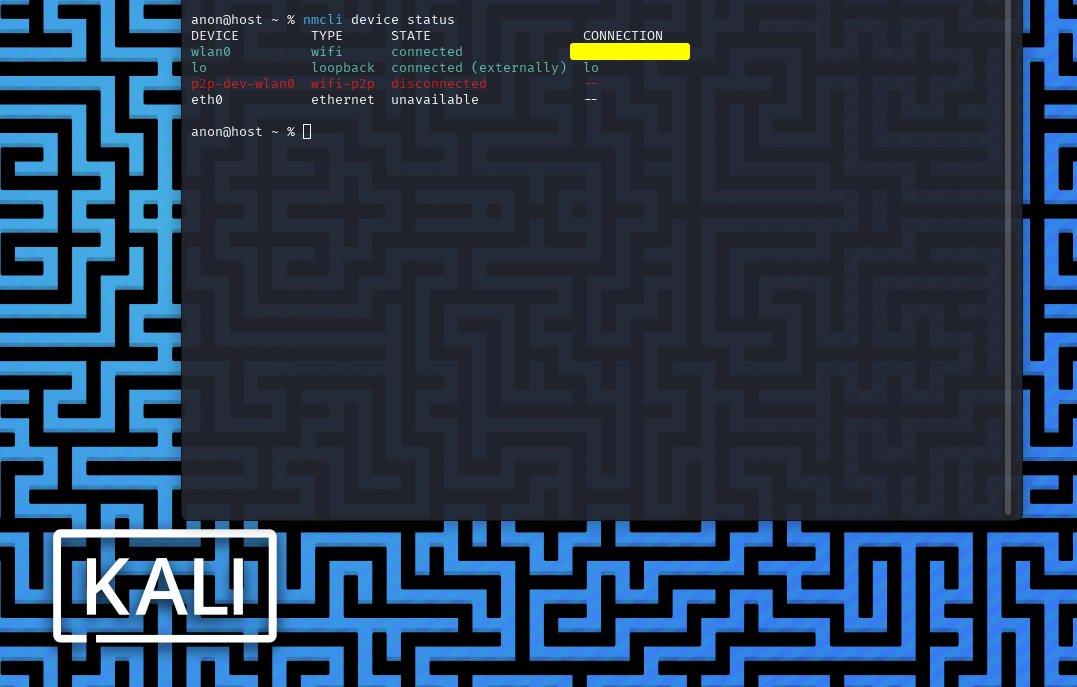 anon@host ~ % nmcli device status
DEVICE         TYPE      STATE                   CONNECTION
wlan0          wifi      connected
lo             loopback  connected (externally)  lo
p2p-dev-wlan0  wifi-p2p  disconnected            --
eth0           ethernet  unavailable             --
anon@host ~ %
KALI